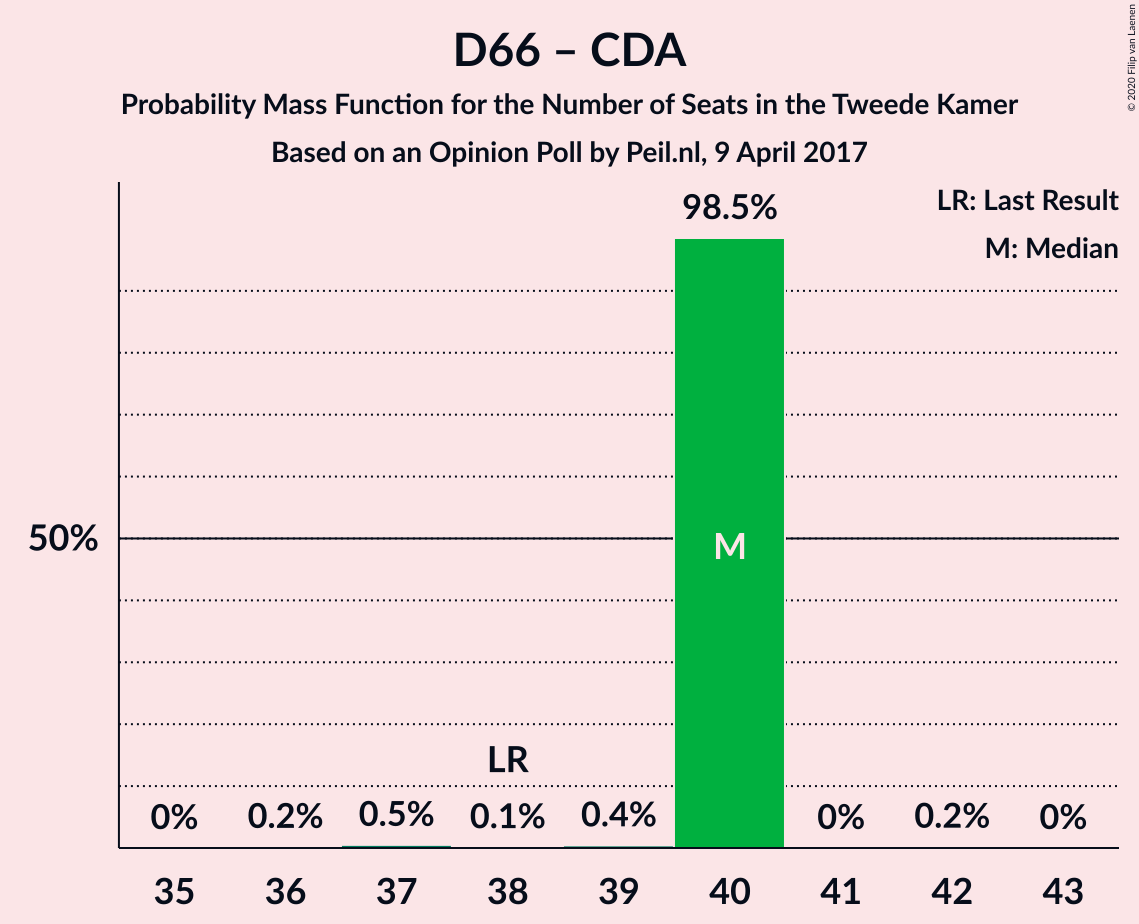 D66 – CDA
Probability Mass Function for the Number of Seats in the Tweede Kamer
Based on an Opinion Poll by Peil.nl, 9 April 2017
© 2020 Filip van Laenen
LR: Last Result
M: Median
98.5%
50%
M
LR
0% 0.2% 0.5% 0.1% 0.4% 0% 0.2% 0%
35 36 37 38 39 40 41 42 43